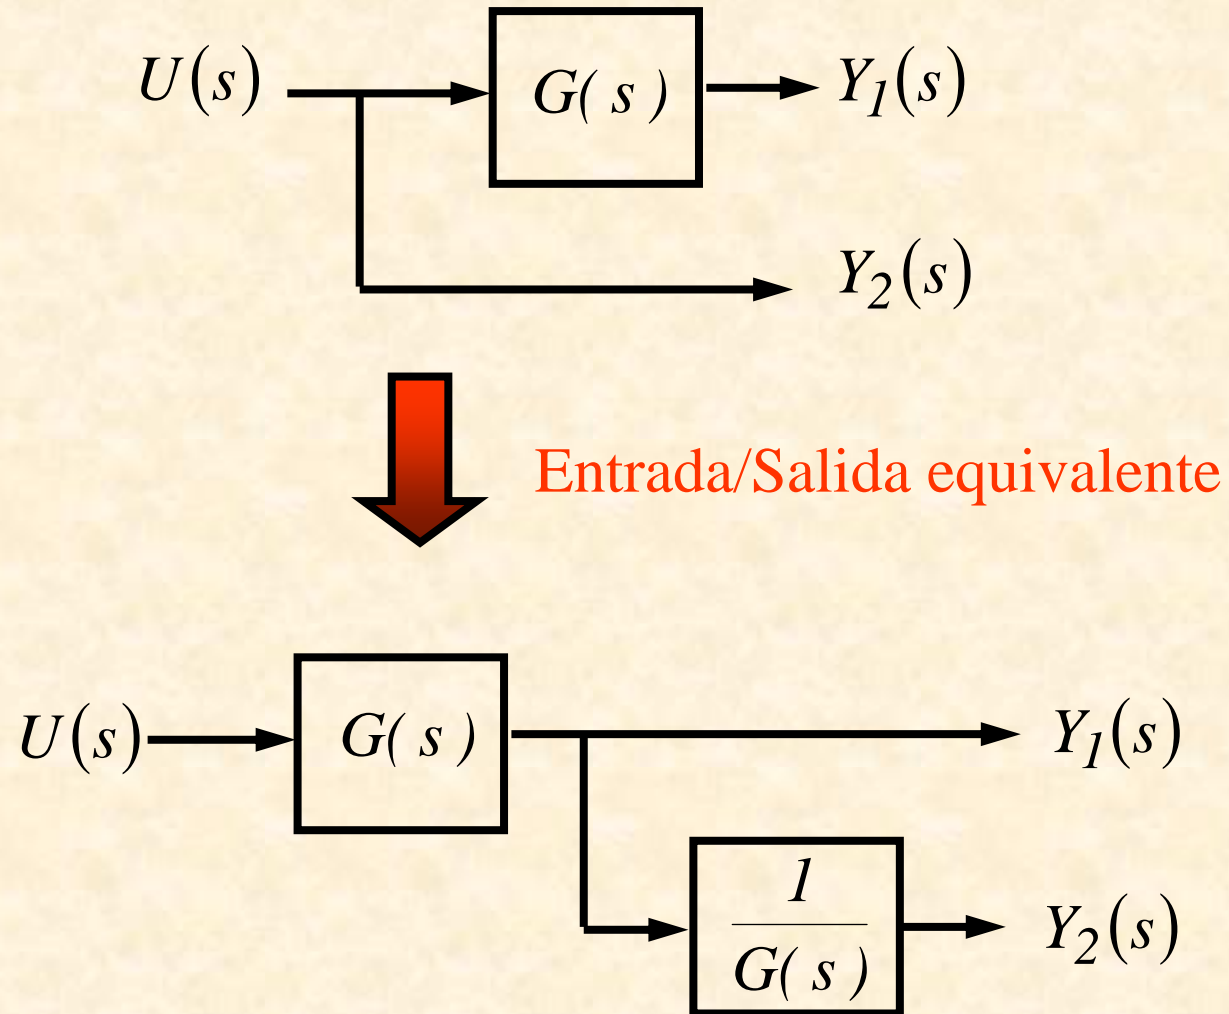 U(s) G( s ) Y1(s)
Y2(s)
Entrada/Salida equivalente
U(s) G( s ) Y1(s)
1
G( s )
Y2(s)